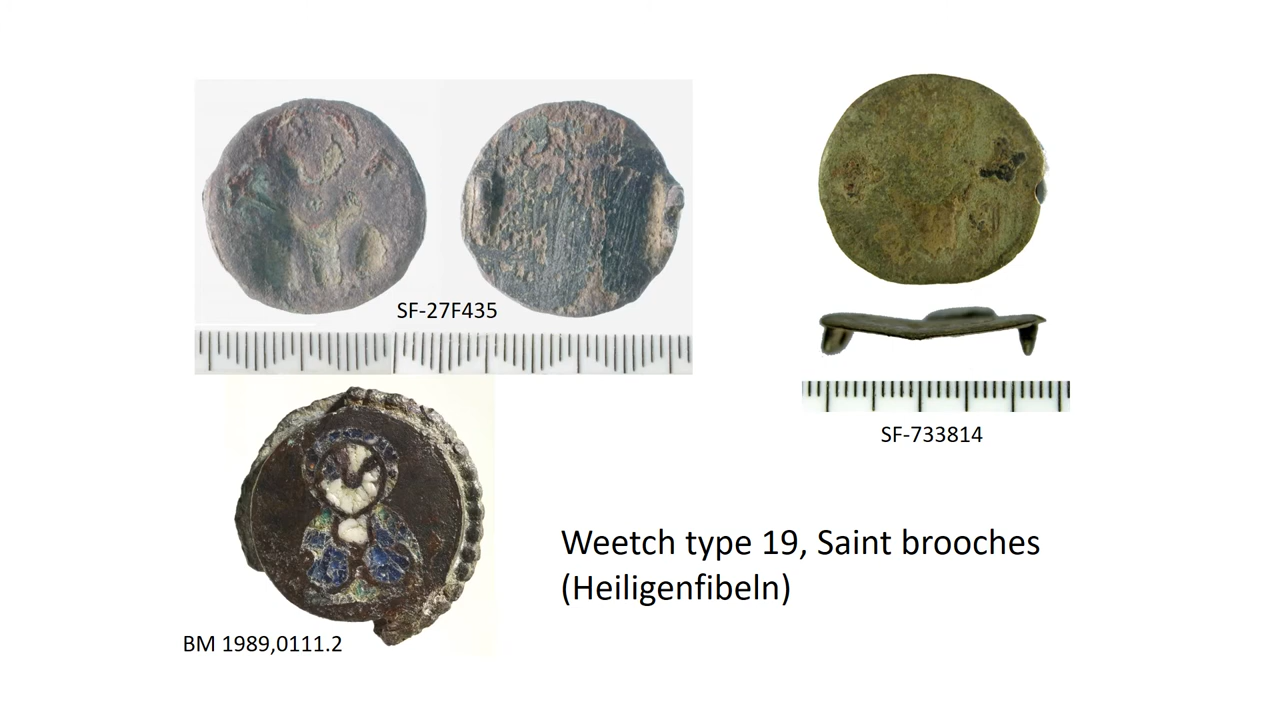 SF-27F435
SF-733814
Weetch type 19, Saint brooches
(Heiligenfibeln)
BM 1989,0111.2